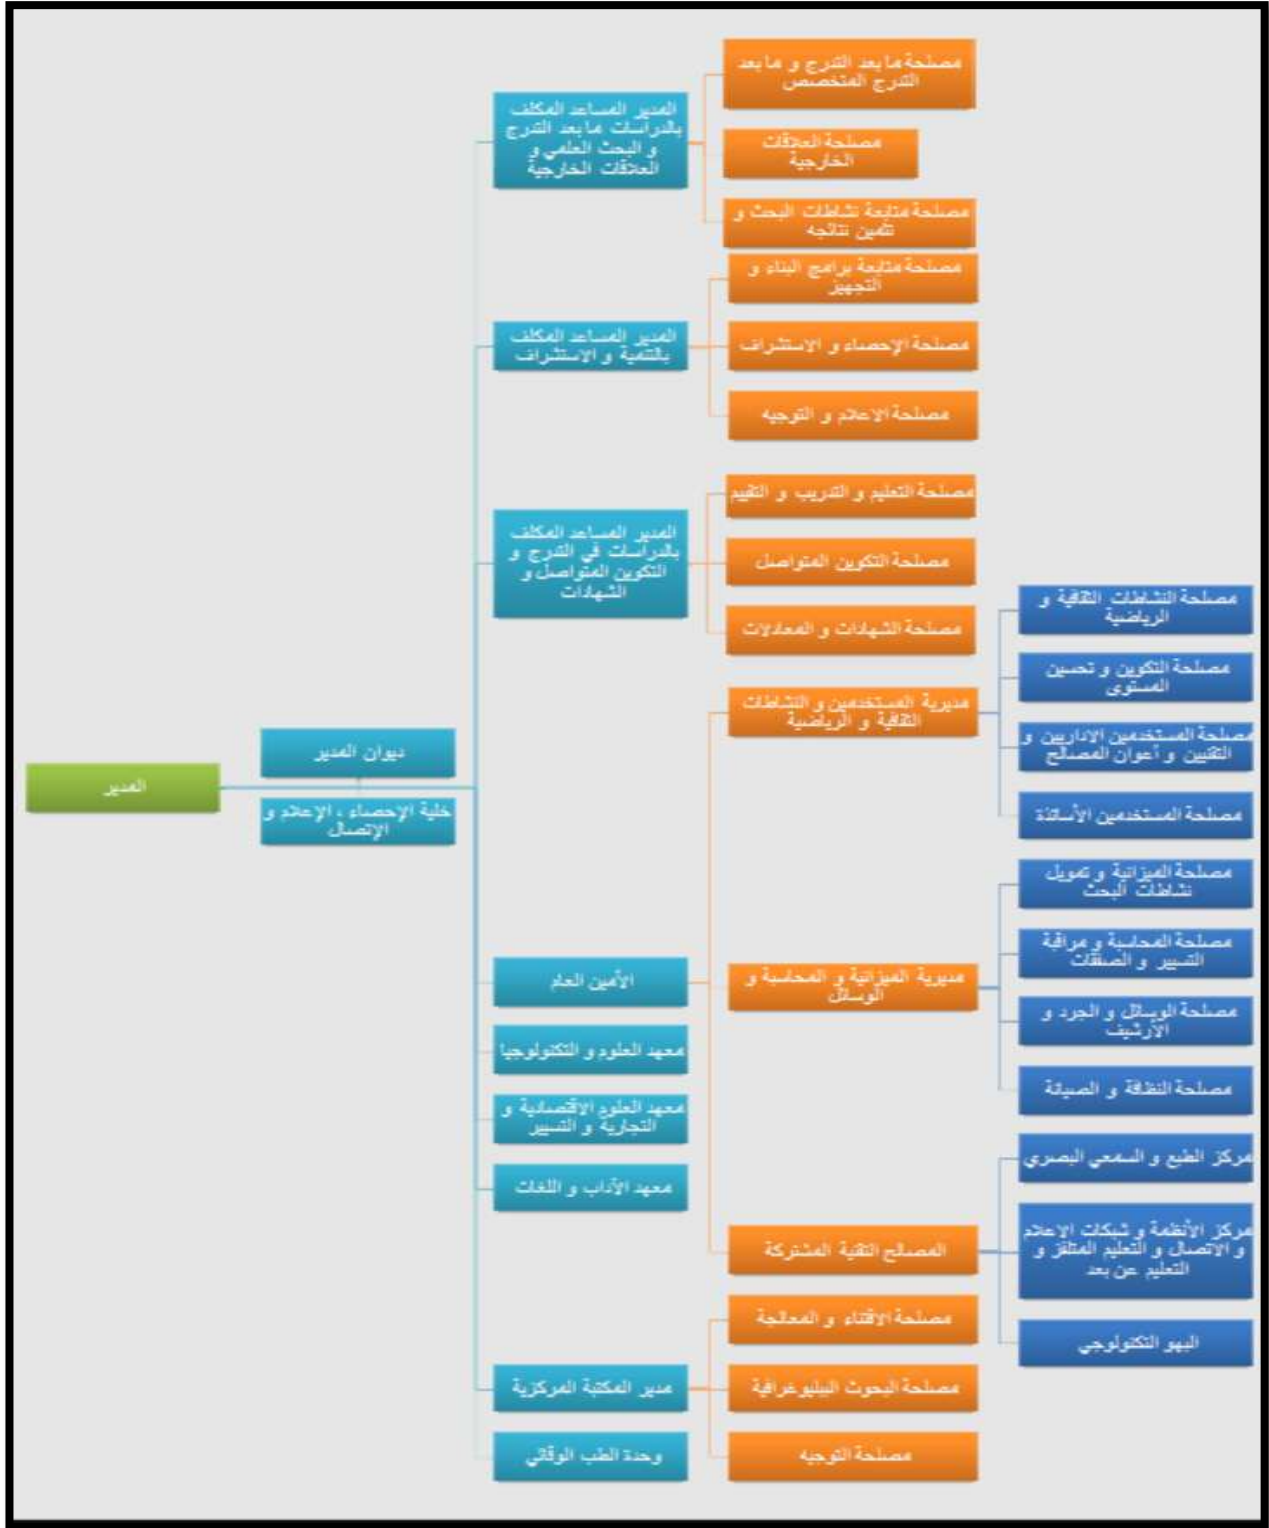 المدير
ديوان المدير
خلية الإحصاء ، الإعلام و
الإتصال
المدير المساعد المكلف
بالدراسات ما بعد التدرج
و البحث العلمي و
العلاقات الخارجية
مصلحة ما بعد التدرج و ما بعد
التدرج المتخصص
مصلحة العلاقات
الخارجية
مصلحة متابعة نشاطات البحث و
تثمين نتائجه
المدير المساعد المكلف
بالتنمية و الاستشراف
مصلحة متابعة برامج البناء و
التجهيز
مصلحة الإحصاء و الاستشراف
مصلحة الاعلام و التوجيه
المدير المساعد المكلف
بالدراسات في التدرج و
التكوين المتواصل و
الشهادات
مصلحة التعليم و التدريب و التقييم
مصلحة التكوين المتواصل
مصلحة الشهادات و المعادلات
الأمين العام
مديرية المستخدمين و النشاطات
الثقافية و الرياضية
مصلحة النشاطات الثقافية و
الرياضية
مصلحة التكوين و تحسين
المستوى
مصلحة المستخدمين الاداريين و
التقنيين و أعوان المصالح
مصلحة المستخدمين الأساتذة
مديرية الميزانية و المحاسبة و
الوسائل
مصلحة الميزانية و تمويل
نشاطات البحث
مصلحة المحاسبة و مراقبة
التسيير و الصفقات
مصلحة الوسائل و الجرد و
الأرشيف
مصلحة النظافة و الصيانة
المصالح التقنية المشتركة
مركز الطبع و السمعي البصري
مركز الأنظمة و شبكات الاعلام
و الاتصال و التعليم المتلفز و
التعليم عن بعد
البهو التكنولوجي
معهد العلوم و التكنولوجيا
معهد العلوم الاقتصادية و
التجارية و التسيير
معهد الآداب و اللغات
مدير المكتبة المركزية
مصلحة الاقتناء و المعالجة
مصلحة البحوث الببليوغرافية
مصلحة التوجيه
وحدة الطب الوقائي